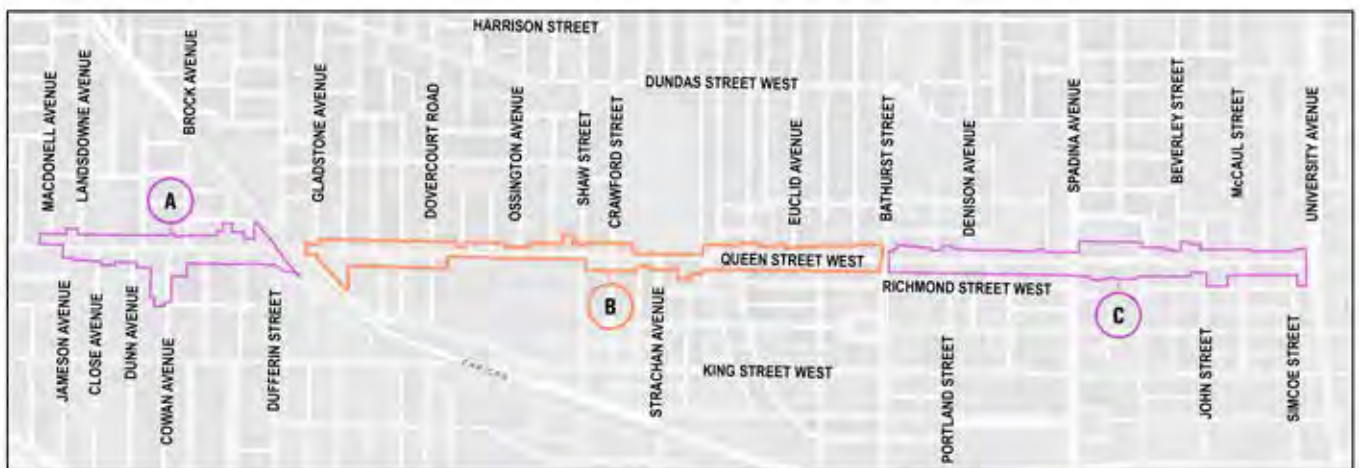 HARRISON STREET
DUNDAS STREET WEST
MACDONELL AVENUE
LANDSDOWNE AVENUE
BROCK AVENUE
GLADSTONE AVENUE
DOVERCOURT ROAD
OSSINGTON AVENUE
SHAW STREET
CRAWFORD STREET
EUCLID AVENUE
BATHURST STREET
DENISON AVENUE
SPADINA AVENUE
BEVERLEY STREET
McCAUL STREET
UNIVERSITY AVENUE
A
QUEEN STREET WEST
RICHMOND STREET WEST
B
C
JAMESON AVENUE
CLOSE AVENUE
DUNN AVENUE
COWAN AVENUE
DUFFERIN STREET
STRACHAN AVENUE
KING STREET WEST
PORTLAND STREET
JOHN STREET
SIMCOE STREET